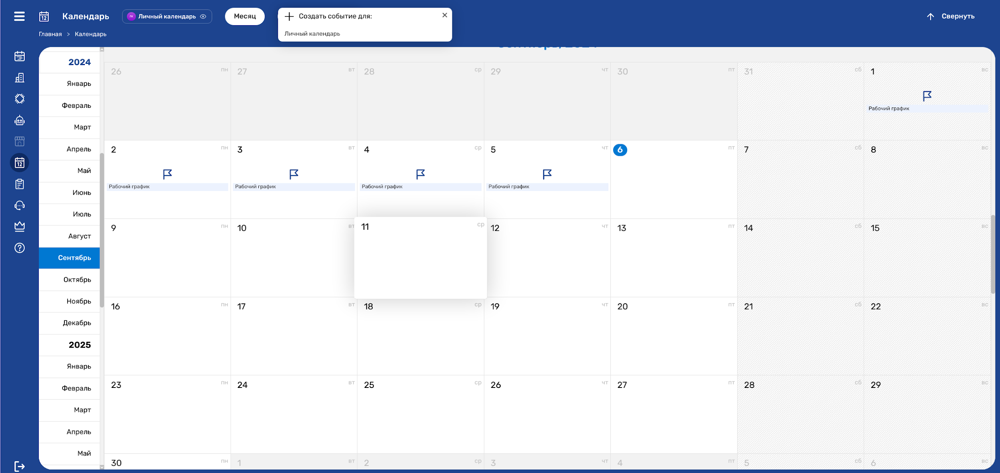 12
Календарь
ЛК Личный календарь
Месяц
Создать событие для:
Личный календарь
Свернуть
Главная > Календарь
2024
Январь
Февраль
Март
Апрель
Май
Июнь
Июль
Август
Сентябрь
Октябрь
Ноябрь
Декабрь
2025
Январь
Февраль
Март
Апрель
Май
12
26 пн 27 вт 28 ср 29 чт 30 пт 31 сб 1 вс
Рабочий график
2 пн 3 вт 4 ср 5 чт 6 пт 7 сб 8 вс
Рабочий график Рабочий график Рабочий график Рабочий график
9 пн 10 вт 11 ср 12 чт 13 пт 14 сб 15 вс
16 пн 17 вт 18 ср 19 чт 20 пт 21 сб 22 вс
23 пн 24 вт 25 ср 26 чт 27 пт 28 сб 29 вс
30 пн 1 вт 2 ср 3 чт 4 пт 5 сб 6 вс